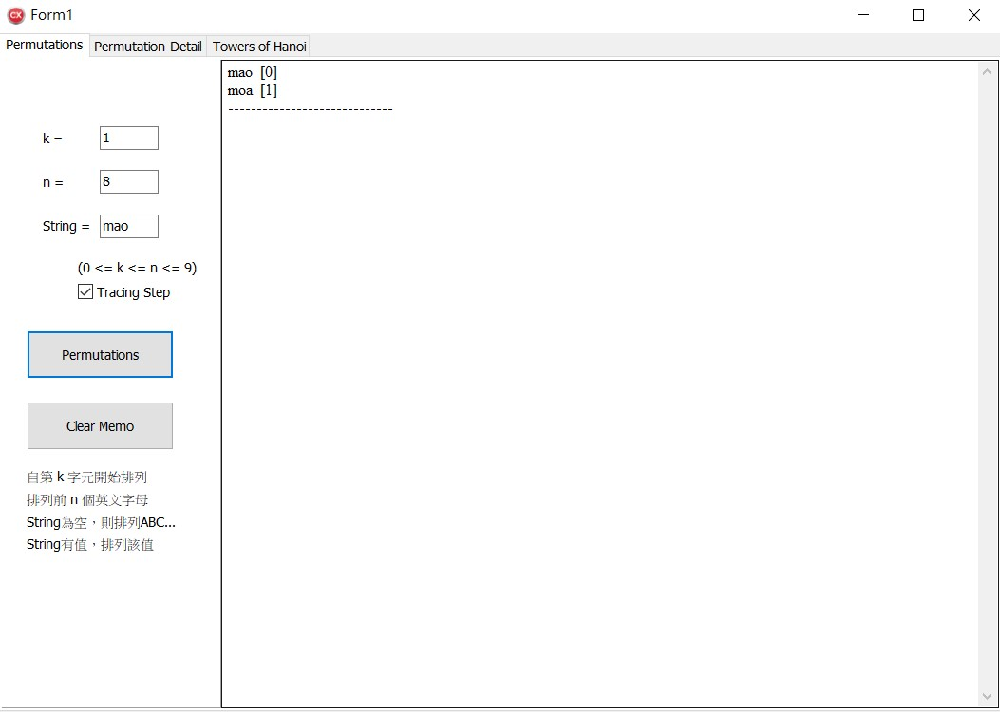 Form1
Permutations Permutation-Detail Towers of Hanoi
mao [0]
moa [1]
-----------------------------
k = 1
n = 8
String = mao
(0 <= k <= n <= 9)
Tracing Step
Permutations
Clear Memo
自第 k 字元開始排列
排列前 n 個英文字母
String為空，則排列ABC...
String有值，排列該值